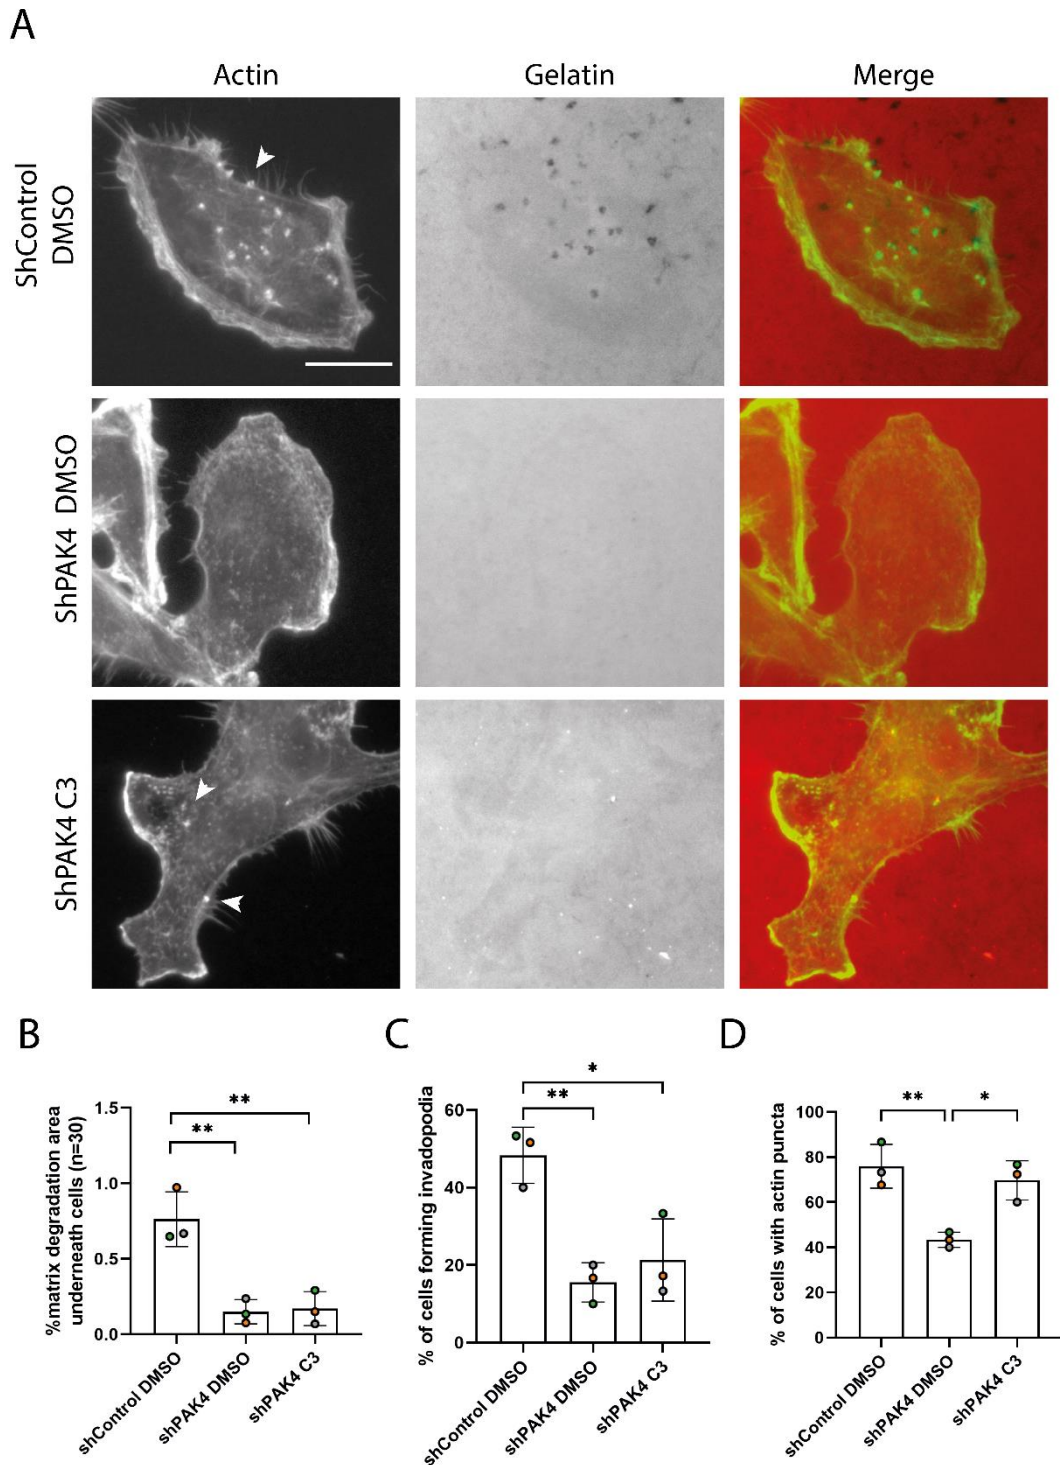 A
Actin Gelatin Merge
ShControl
DMSO
ShPAK4 DMSO
ShPAK4 C3
B
%matrix degradation area
underneath cells (n=30)
1.5
1.0
0.5
0.0
**
**
shControl DMSO
shPAK4 DMSO
shPAK4 C3
C
% of cells forming invadopodia
60
40
20
0
*
**
shControl DMSO
shPAK4 DMSO
shPAK4 C3
D
% of cells with actin puncta
100
80
60
40
20
0
** *
shControl DMSO
shPAK4 DMSO
shPAK4 C3